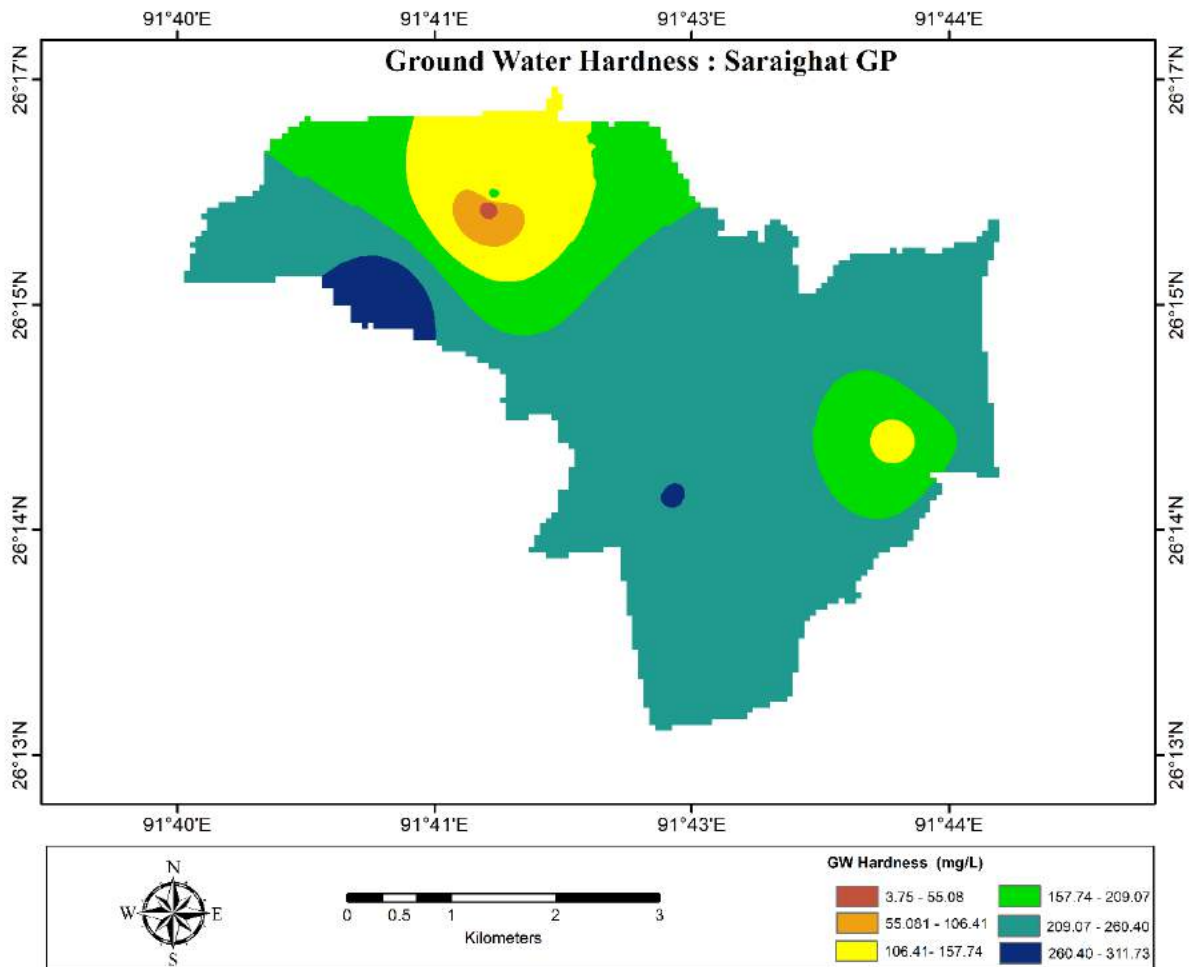 91°40'E 91°41'E 91°43'E 91°44'E
Ground Water Hardness : Saraighat GP
26°17'N 26°17'N
26°15'N 26°15'N
26°14'N 26°14'N
26°13'N 26°13'N
91°40'E 91°41'E 91°43'E 91°44'E
N
W E
S
0 0.5 1 2 3
Kilometers
GW Hardness (mg/L)
3.75 - 55.08
55.081 - 106.41
106.41- 157.74
157.74 - 209.07
209.07 - 260.40
260.40 - 311.73